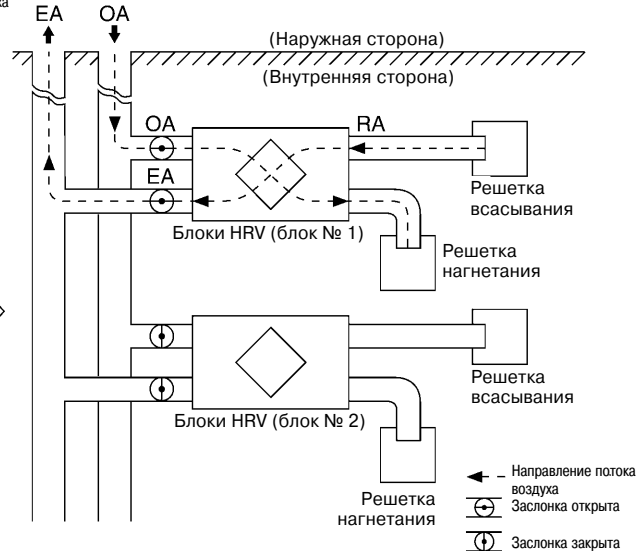 ка
EA OA
(Наружная сторона)
(Внутренняя сторона)
OA RA
EA
Решетка
всасывания
Блоки HRV (блок № 1)
Решетка
нагнетания
Решетка
всасывания
Блоки HRV (блок № 2)
Решетка
нагнетания
Направление потока
воздуха
Заслонка открыта
Заслонка закрыта